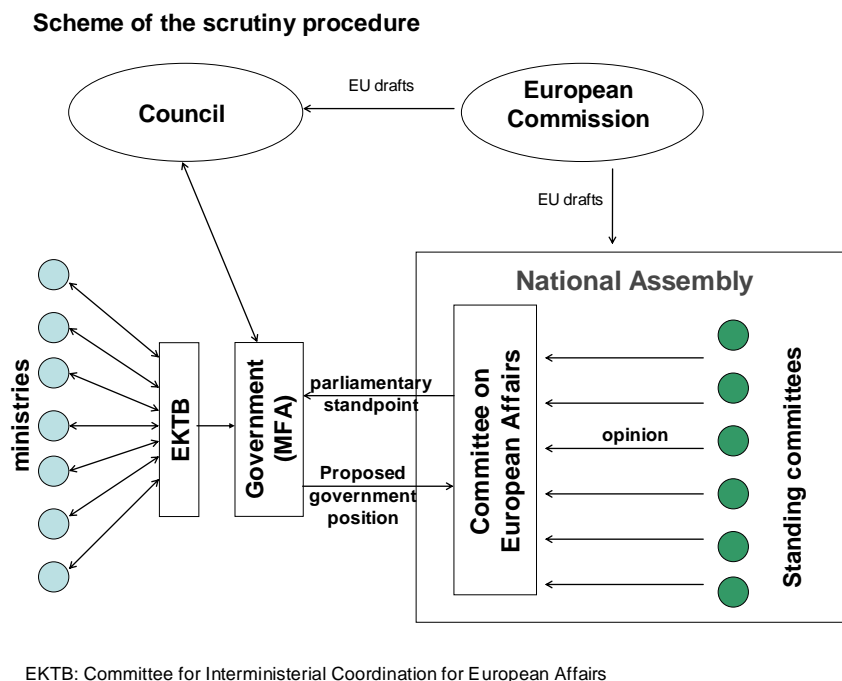 Scheme of the scrutiny procedure
Council
EU drafts
European
Commission
EU drafts
National Assembly
ministries
EKTB
Government
(MFA)
parliamentary
standpoint
Proposed
government
position
Committee on
European Affairs
opinion
Standing committees
EKTB: Committee for Interministerial Coordination for European Affairs